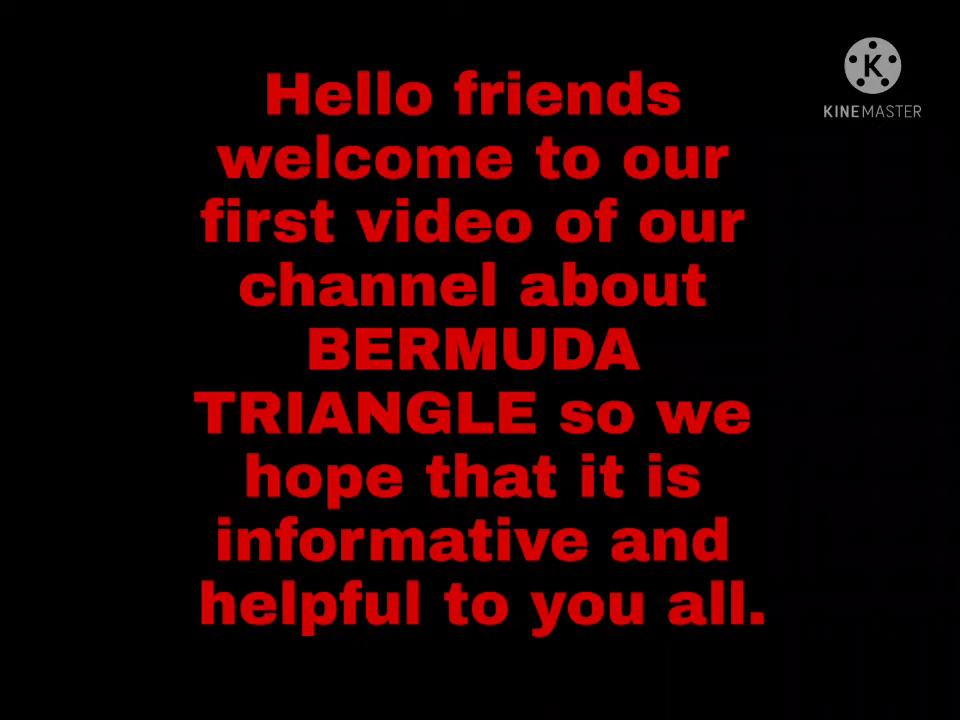 Hello friends
welcome to our
first video of our
channel about
BERMUDA
TRIANGLE so we
hope that it is
informative and
helpful to you all.
K
KINEMASTER